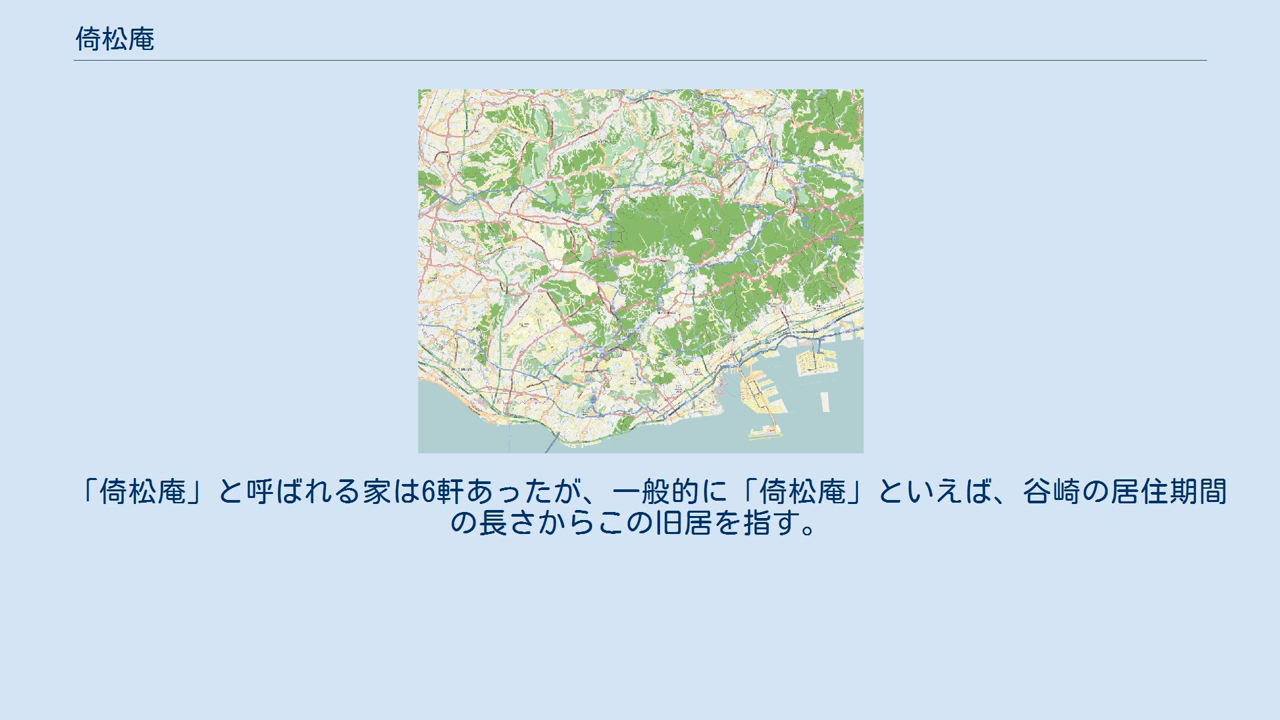 倚松庵
「倚松庵」と呼ばれる家は6軒あったが、一般的に「倚松庵」といえば、谷崎の居住期間
の長さからこの旧居を指す。